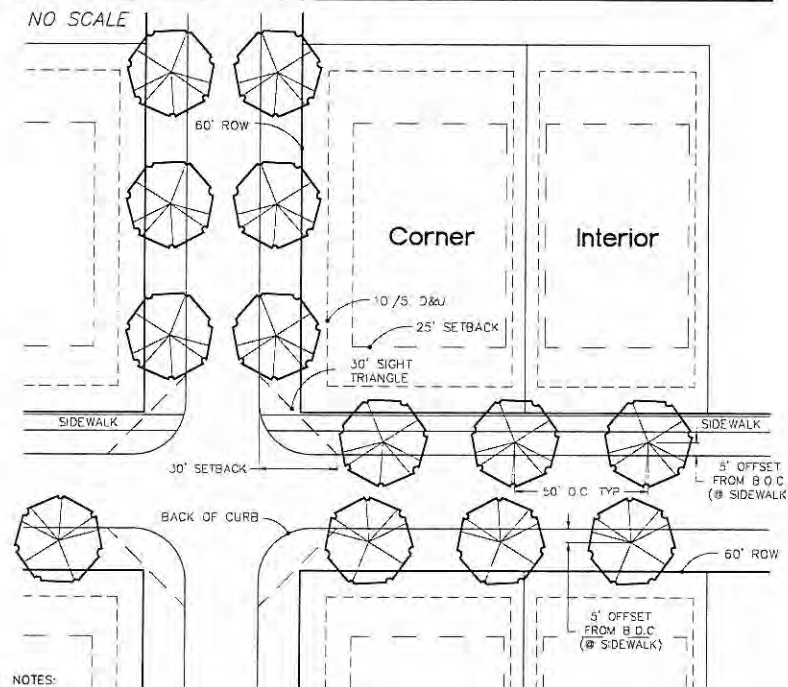 NO SCALE
60' ROW
Corner
Interior
10'/5' D&U
25' SETBACK
30' SIGHT
TRIANGLE
SIDEWALK
SIDEWALK
30' SETBACK
50' O.C. TYP
5' OFFSET
FROM B.O.C.
(@ SIDEWALK
BACK OF CURB
60' ROW
5' OFFSET
FROM B.O.C.
(@ SIDEWALK)
NOTES: